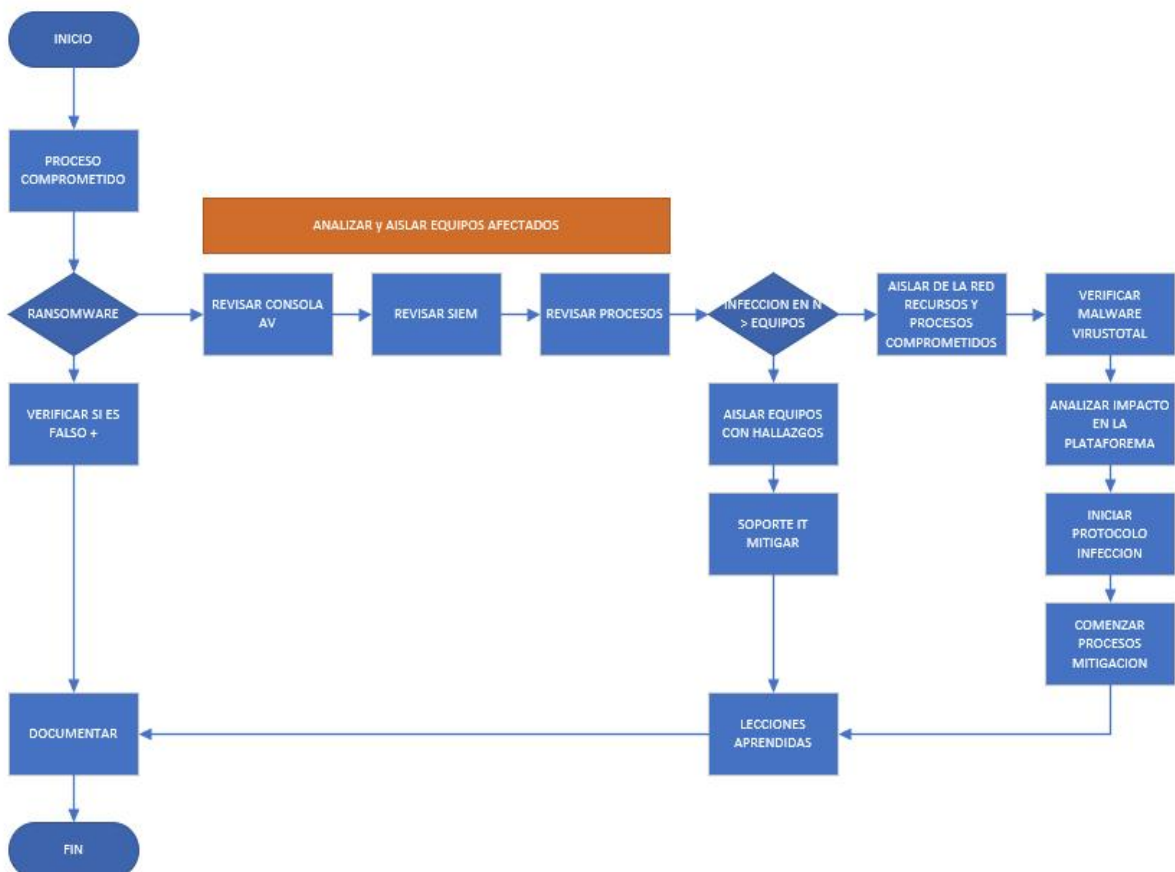 INICIO
PROCESO
COMPROMETIDO
ANALIZAR y AISLAR EQUIPOS AFECTADOS
RANSOMWARE
REVISAR CONSOLA
AV
REVISAR SIEM
REVISAR PROCESOS
INFECCION EN N
> EQUIPOS
AISLAR DE LA RED
RECURSOS Y
PROCESOS
COMPROMETIDOS
VERIFICAR
MALWARE
VIRUSTOTAL
VERIFICAR SI ES
FALSO +
AISLAR EQUIPOS
CON HALLAZGOS
ANALIZAR IMPACTO
EN LA
PLATAFOREMA
SOPORTE IT
MITIGAR
INICIAR
PROTOCOLO
INFECCION
COMENZAR
PROCESOS
MITIGACION
DOCUMENTAR
LECCIONES
APRENDIDAS
FIN